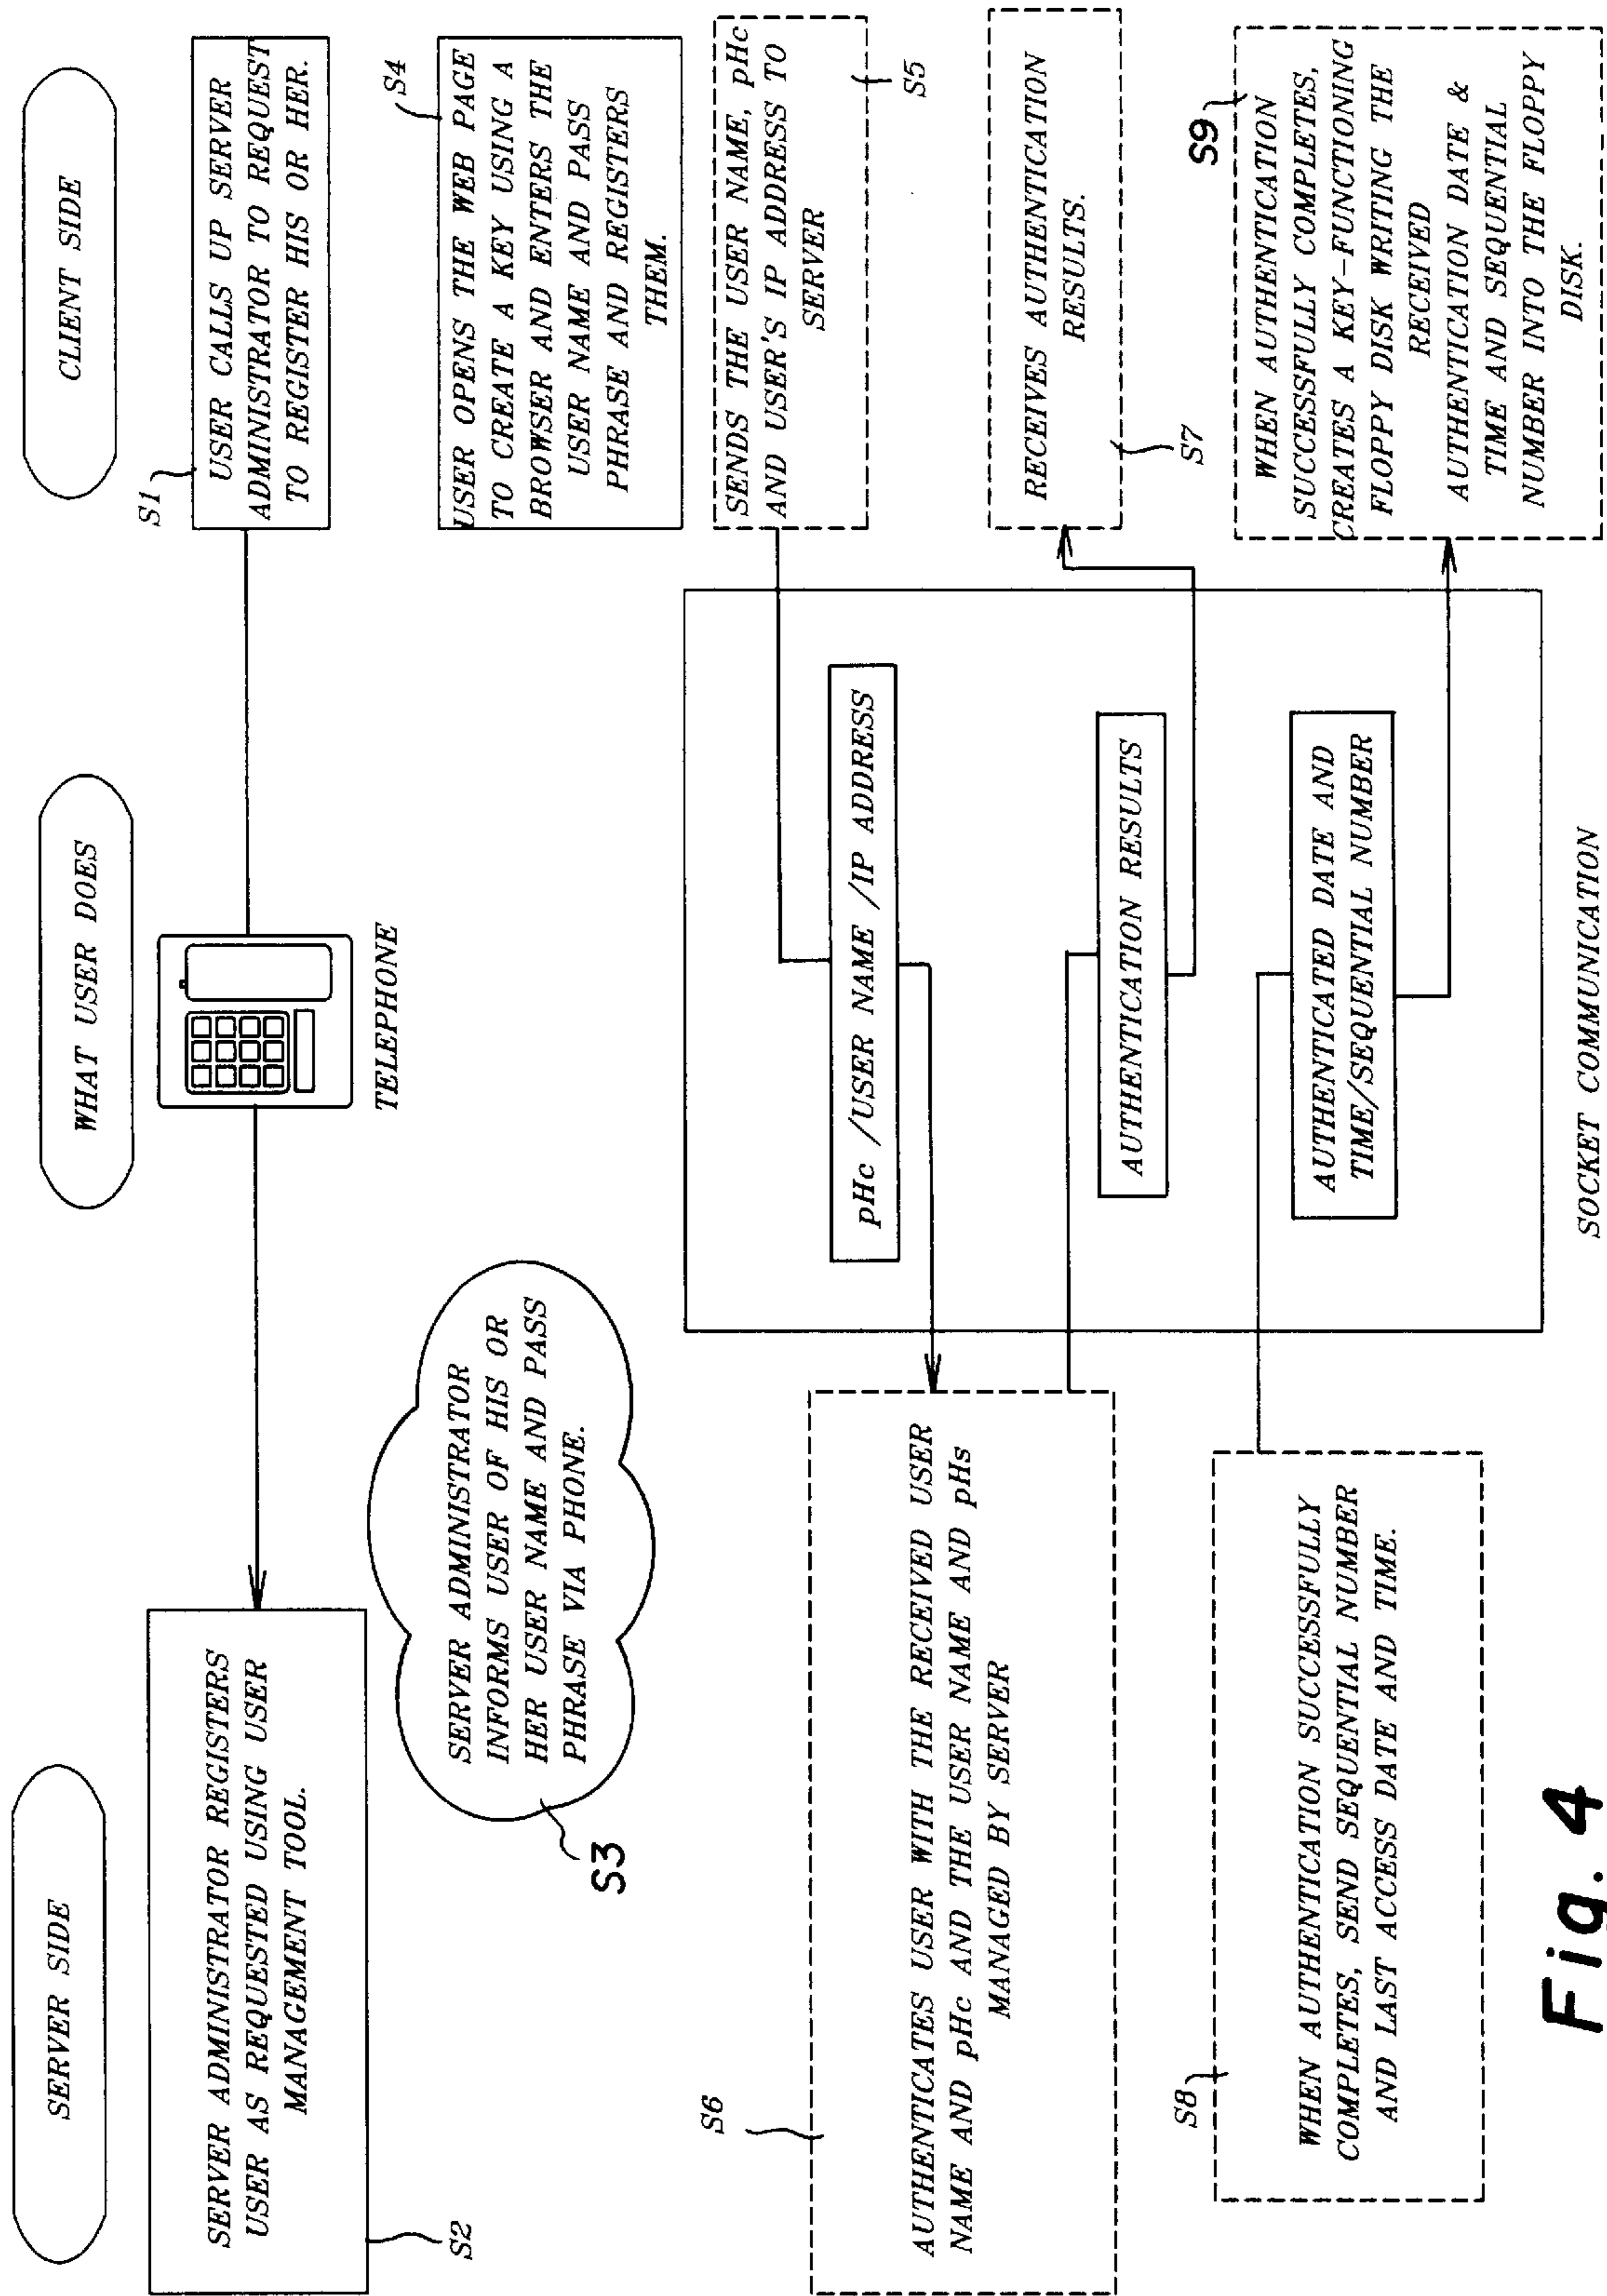 SERVER SIDE
WHAT USER DOES
CLIENT SIDE
SERVER ADMINISTRATOR REGISTERS
USER AS REQUESTED USING USER
MANAGEMENT TOOL.
S2
TELEPHONE
S1
USER CALLS UP SERVER
ADMINISTRATOR TO REQUEST
TO REGISTER HIS OR HER.
SERVER ADMINISTRATOR
INFORMS USER OF HIS OR
HER USER NAME AND PASS
PHRASE VIA PHONE.
S3
S4
USER OPENS THE WEB PAGE
TO CREATE A KEY USING A
BROWSER AND ENTERS THE
USER NAME AND PASS
PHRASE AND REGISTERS
THEM.
SENDS THE USER NAME, pHc
AND USER'S IP ADDRESS TO
SERVER
S5
pHc /USER NAME /IP ADDRESS
S6
AUTHENTICATES USER WITH THE RECEIVED USER
NAME AND pHc AND THE USER NAME AND pHs
MANAGED BY SERVER
AUTHENTICATION RESULTS
RECEIVES AUTHENTICATION
RESULTS.
S7
S8
WHEN AUTHENTICATION SUCCESSFULLY
COMPLETES, SEND SEQUENTIAL NUMBER
AND LAST ACCESS DATE AND TIME.
AUTHENTICATED DATE AND
TIME/SEQUENTIAL NUMBER
S9
WHEN AUTHENTICATION
SUCCESSFULLY COMPLETES,
CREATES A KEY-FUNCTIONING
FLOPPY DISK WRITING THE
RECEIVED
AUTHENTICATION DATE &
TIME AND SEQUENTIAL
NUMBER INTO THE FLOPPY
DISK.
SOCKET COMMUNICATION
Fig. 4